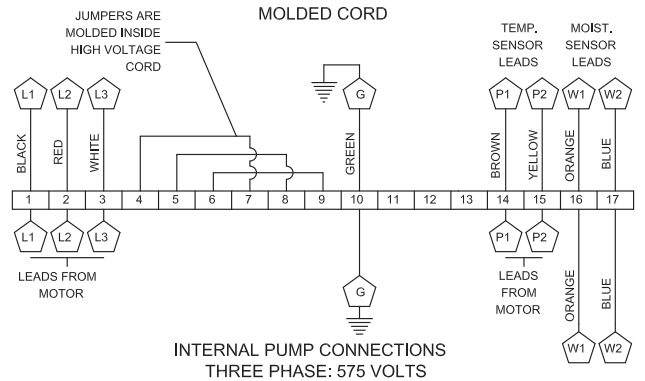 MOLDED CORD
JUMPERS ARE
MOLDED INSIDE
HIGH VOLTAGE
CORD
TEMP.
SENSOR
LEADS
MOIST.
SENSOR
LEADS
L1 L2 L3 G P1 P2 W1 W2
BLACK
RED
WHITE
GREEN
BROWN
YELLOW
ORANGE
BLUE
1 2 3 4 5 6 7 8 9 10 11 12 13 14 15 16 17
L1 L2 L3 P1 P2
LEADS FROM
MOTOR
G
LEADS
FROM
MOTOR
ORANGE
BLUE
W1 W2
INTERNAL PUMP CONNECTIONS
THREE PHASE: 575 VOLTS